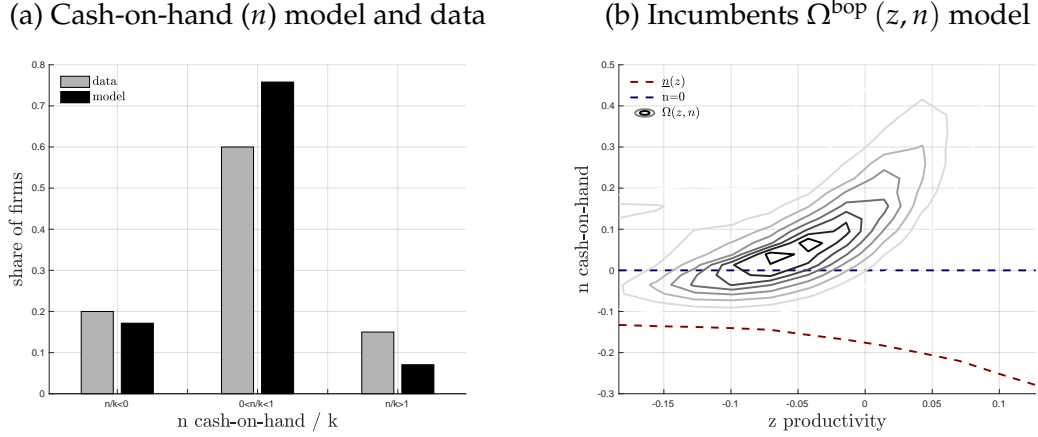 (a) Cash-on-hand (n) model and data
data
model
0.8
0.7
0.6
0.5
0.4
0.3
0.2
0.1
0
share of firms
n/k<0
0<n/k<1
n/k>1
n cash-on-hand / k
(b) Incumbents Ω^bop (z, n) model
n(z)
n=0
Ω(z, n)
0.5
0.4
0.3
0.2
0.1
0
-0.1
-0.2
-0.3
n cash-on-hand
-0.15
-0.1
-0.05
0
0.05
0.1
z productivity